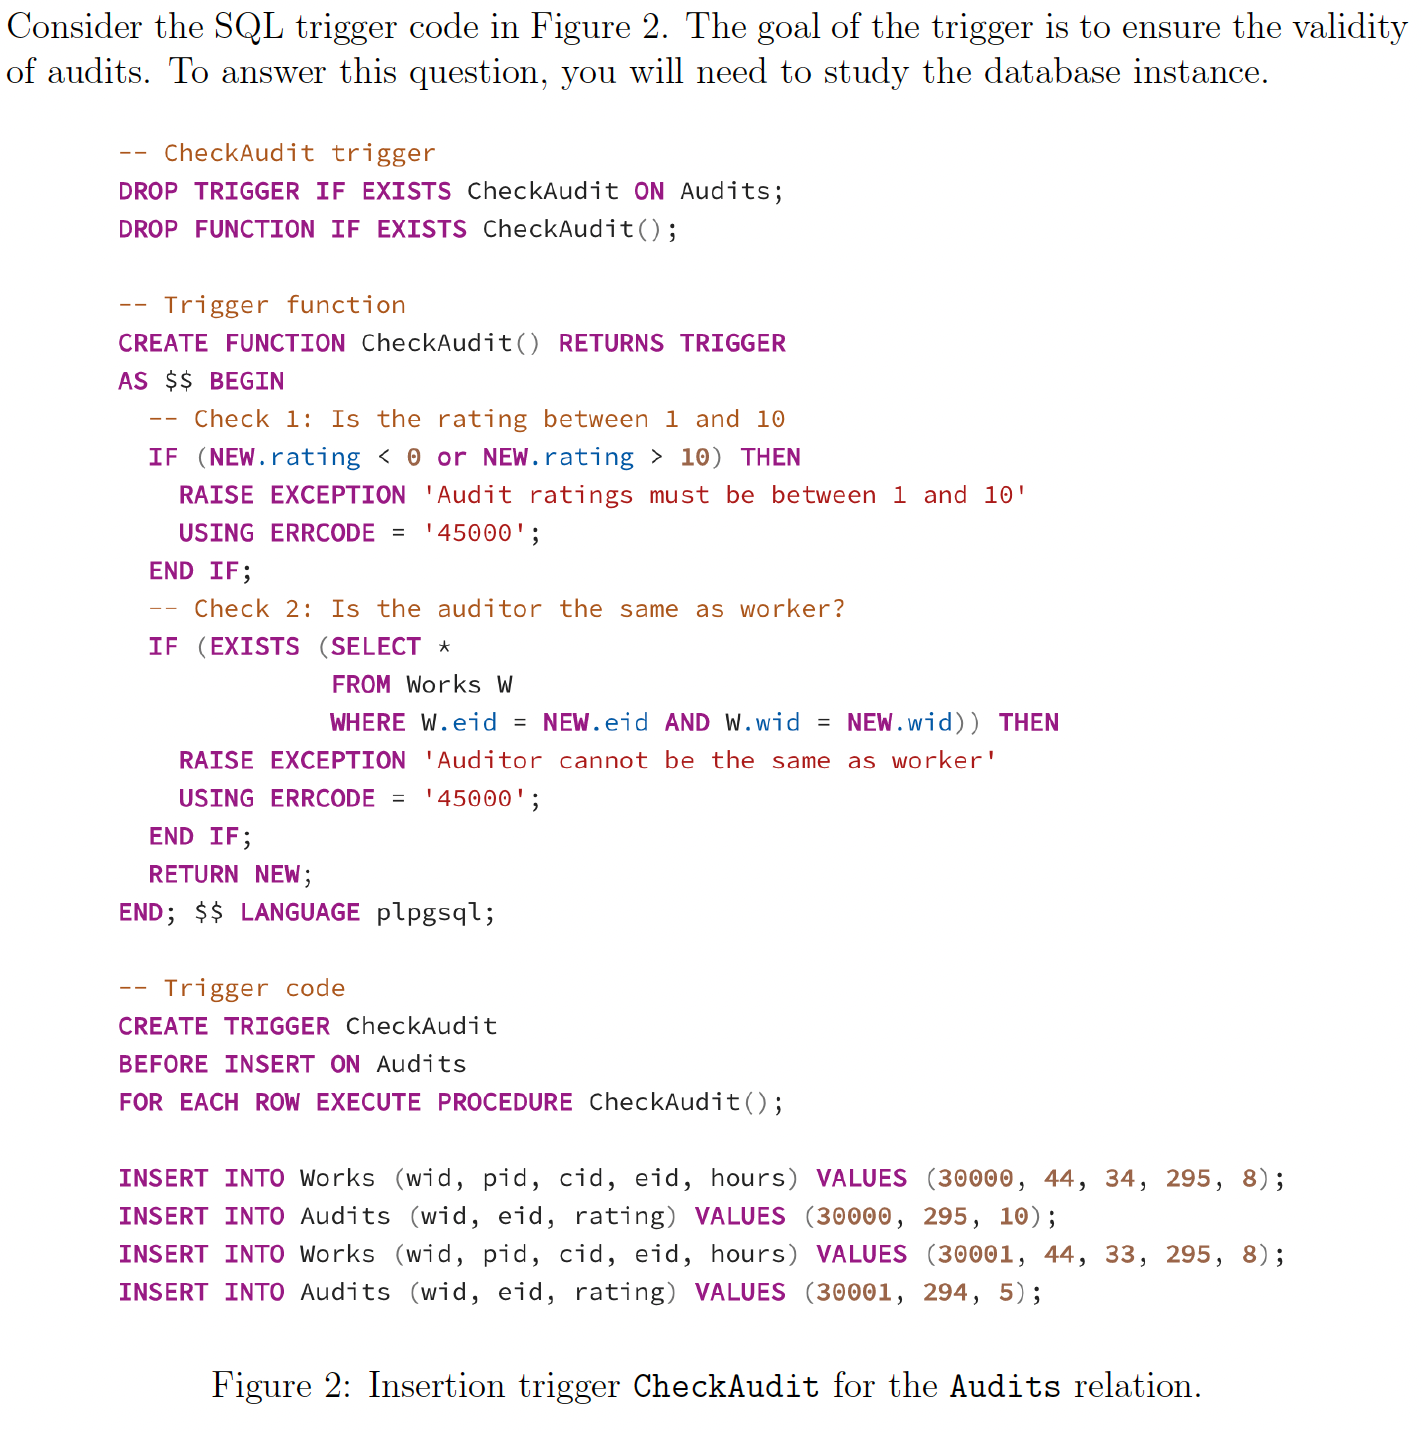 Consider the SQL trigger code in Figure 2. The goal of the trigger is to ensure the validity
of audits. To answer this question, you will need to study the database instance.
-- CheckAudit trigger
DROP TRIGGER IF EXISTS CheckAudit ON Audits;
DROP FUNCTION IF EXISTS CheckAudit();
-- Trigger function
CREATE FUNCTION CheckAudit() RETURNS TRIGGER
AS $$ BEGIN
  -- Check 1: Is the rating between 1 and 10
  IF (NEW.rating < 0 or NEW.rating > 10) THEN
    RAISE EXCEPTION 'Audit ratings must be between 1 and 10'
    USING ERRCODE = '45000';
  END IF;
  -- Check 2: Is the auditor the same as worker?
  IF (EXISTS (SELECT *
              FROM Works W
              WHERE W.eid = NEW.eid AND W.wid = NEW.wid)) THEN
    RAISE EXCEPTION 'Auditor cannot be the same as worker'
    USING ERRCODE = '45000';
  END IF;
  RETURN NEW;
END; $$ LANGUAGE plpgsql;
-- Trigger code
CREATE TRIGGER CheckAudit
BEFORE INSERT ON Audits
FOR EACH ROW EXECUTE PROCEDURE CheckAudit();
INSERT INTO Works (wid, pid, cid, eid, hours) VALUES (30000, 44, 34, 295, 8);
INSERT INTO Audits (wid, eid, rating) VALUES (30000, 295, 10);
INSERT INTO Works (wid, pid, cid, eid, hours) VALUES (30001, 44, 33, 295, 8);
INSERT INTO Audits (wid, eid, rating) VALUES (30001, 294, 5);
Figure 2: Insertion trigger CheckAudit for the Audits relation.